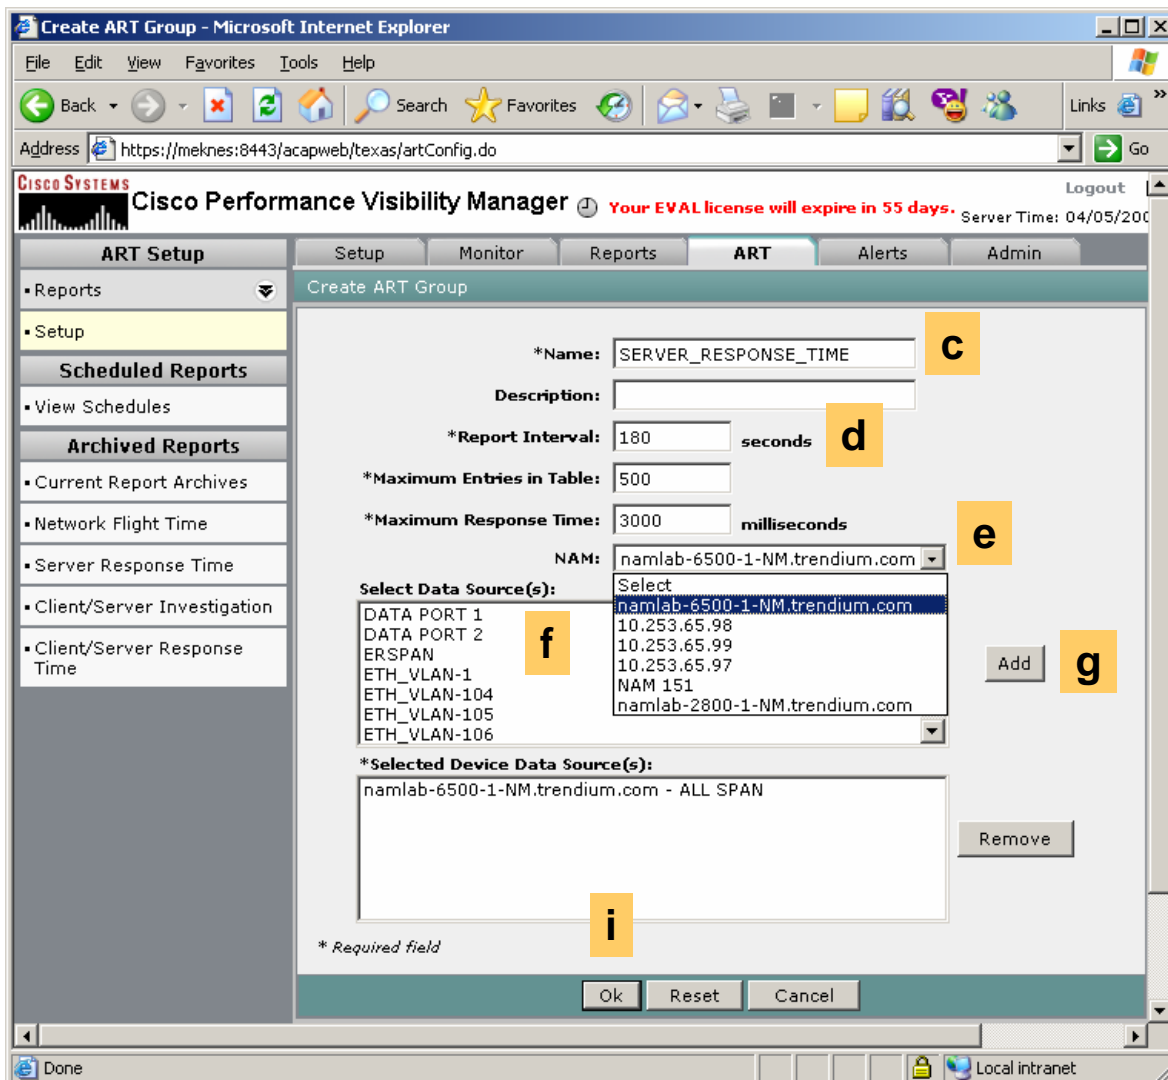 Create ART Group - Microsoft Internet Explorer
File Edit View Favorites Tools Help
Back Search Favorites Links »
Address https://meknes:8443/acapweb/texas/artConfig.do Go
CISCO SYSTEMS
Cisco Performance Visibility Manager Your EVAL license will expire in 55 days.
Logout
Server Time: 04/05/200
ART Setup
Setup Monitor Reports ART Alerts Admin
Reports
Create ART Group
Setup
Scheduled Reports
View Schedules
Archived Reports
Current Report Archives
Network Flight Time
Server Response Time
Client/Server Investigation
Client/Server Response
Time
*Name: SERVER_RESPONSE_TIME c
Description:
*Report Interval: 180 seconds d
*Maximum Entries in Table: 500
*Maximum Response Time: 3000 milliseconds
NAM: namlab-6500-1-NM.trendium.com e
Select
namlab-6500-1-NM.trendium.com
10.253.65.98
10.253.65.99
10.253.65.97
NAM 151
namlab-2800-1-NM.trendium.com
Select Data Source(s):
DATA PORT 1
DATA PORT 2
ERSPAN
ETH_VLAN-1
ETH_VLAN-104
ETH_VLAN-105
ETH_VLAN-106
f
Add g
*Selected Device Data Source(s):
namlab-6500-1-NM.trendium.com - ALL SPAN
Remove
i
* Required field
Ok Reset Cancel
Done Local intranet